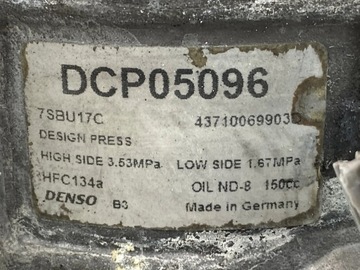 DCP05096
7SBU17C 43710069903D
DESIGN PRESS
HIGH SIDE 3.53MPa LOW SIDE 1.67MPa
HFC134a OIL ND-8 150cc
DENSO B3 Made in Germany